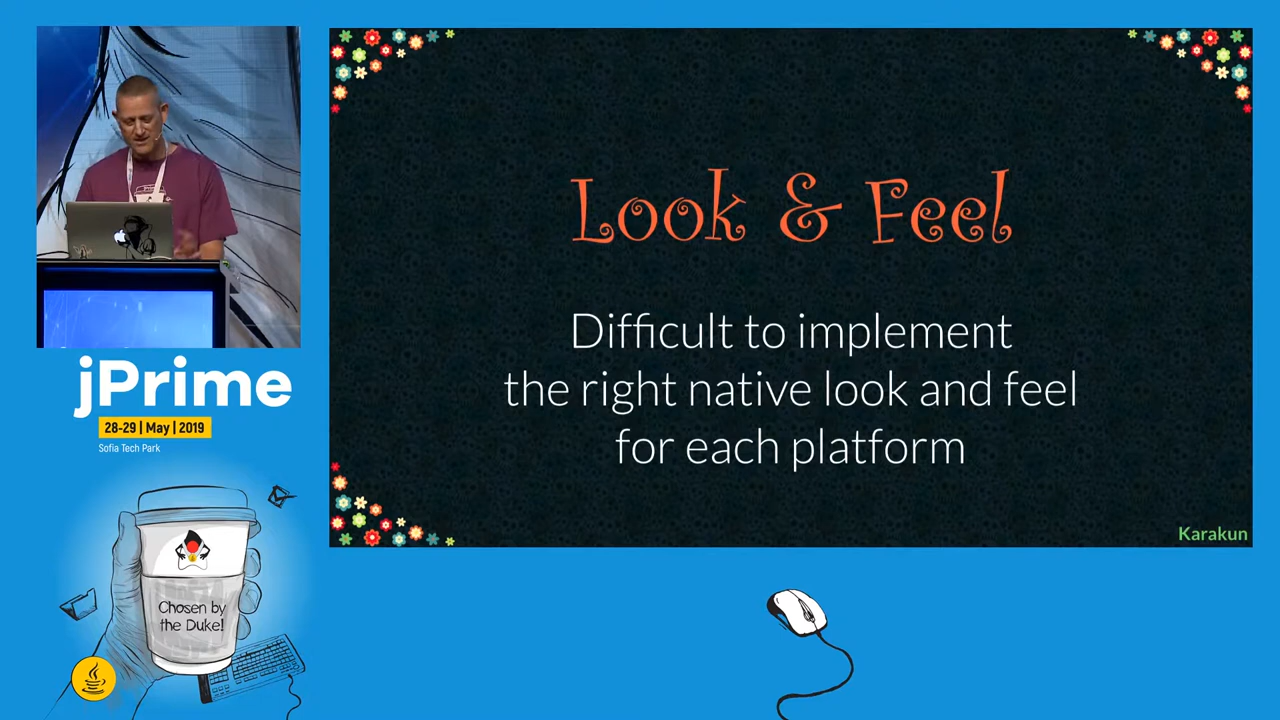 Look & Feel
Difficult to implement
the right native look and feel
for each platform
Karakun
jPrime
28-29 | May | 2019
Sofia Tech Park
Chosen by
the Duke!